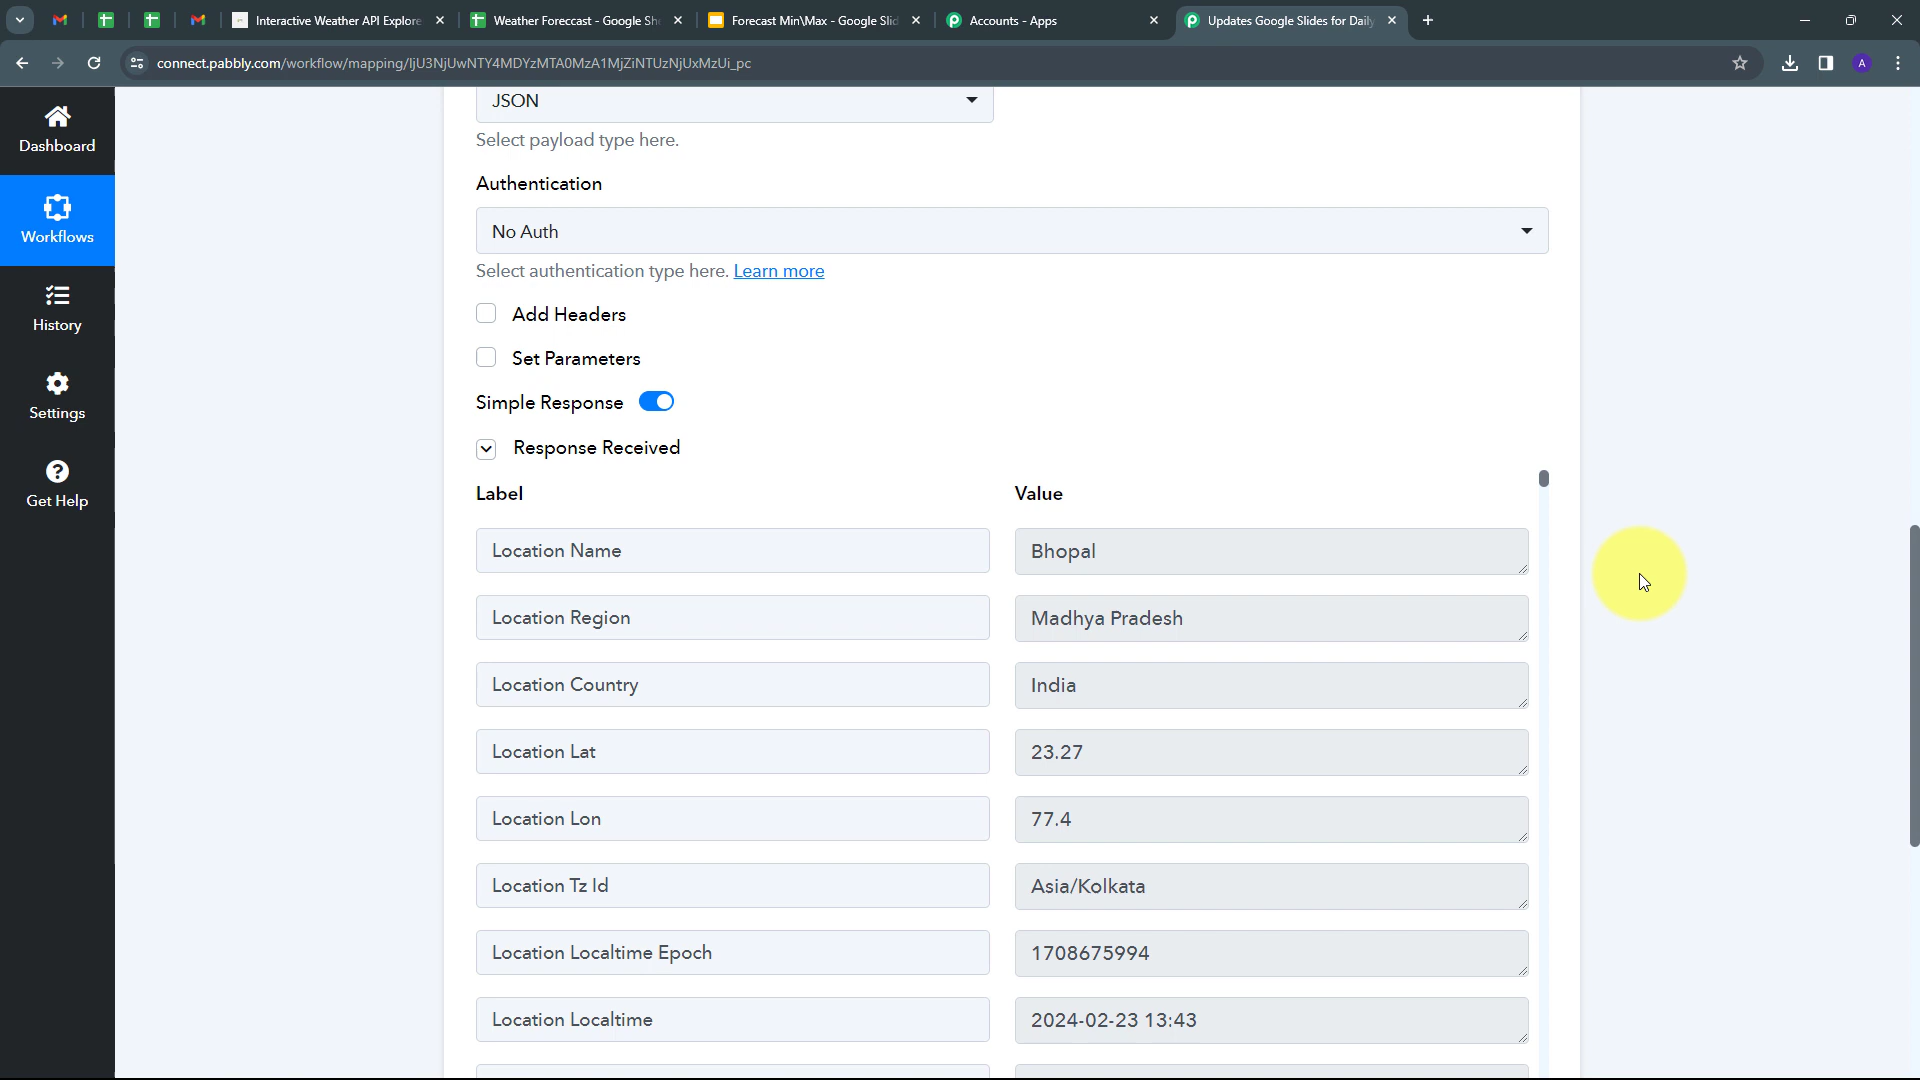 Interactive Weather API Explore
Weather Foreccast - Google She
Forecast Min\Max - Google Slid
Accounts - Apps
Updates Google Slides for Daily
connect.pabbly.com/workflow/mapping/IjU3NjUwNTY4MDYzMTA0MzA1MjZiNTUzNjUxMzUi_pc
A
Dashboard
Workflows
History
Settings
Get Help
JSON
Select payload type here.
Authentication
No Auth
Select authentication type here. Learn more
Add Headers
Set Parameters
Simple Response
Response Received
Label Value
Location Name Bhopal
Location Region Madhya Pradesh
Location Country India
Location Lat 23.27
Location Lon 77.4
Location Tz Id Asia/Kolkata
Location Localtime Epoch 1708675994
Location Localtime 2024-02-23 13:43